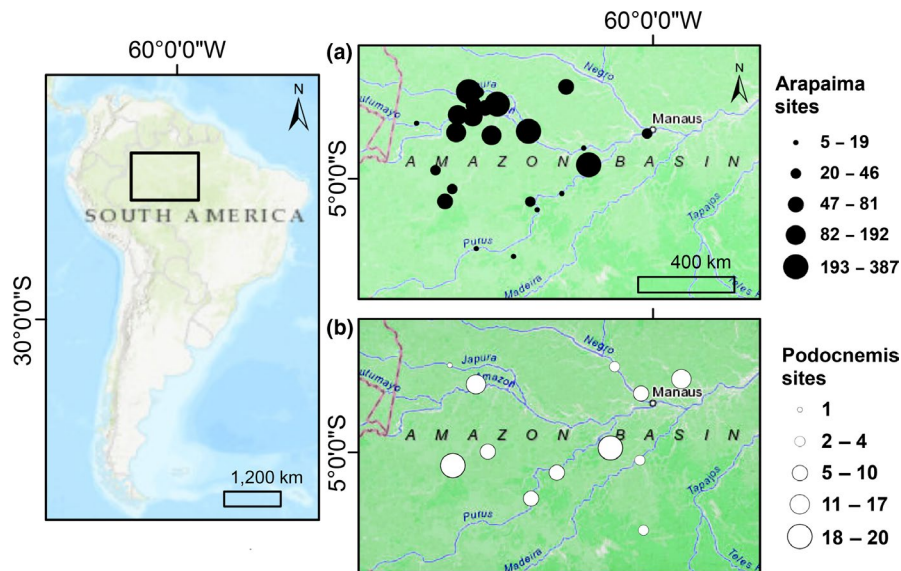 60°0'0"W
60°0'0"W
(a)
N
SOUTH AMERICA
30°0'0"S
1,200 km
N
Japura
Negro
Manaus
AMAZON BASIN
5°0'0"S
Purus
Madeira
Tapajos
Teles
400 km
Arapaima
sites
5 – 19
20 – 46
47 – 81
82 – 192
193 – 387
(b)
Japura
Amazon
Negro
Manaus
AMAZON BASIN
5°0'0"S
Purus
Madeira
Tapajos
Teles
Podocnemis
sites
1
2 – 4
5 – 10
11 – 17
18 – 20